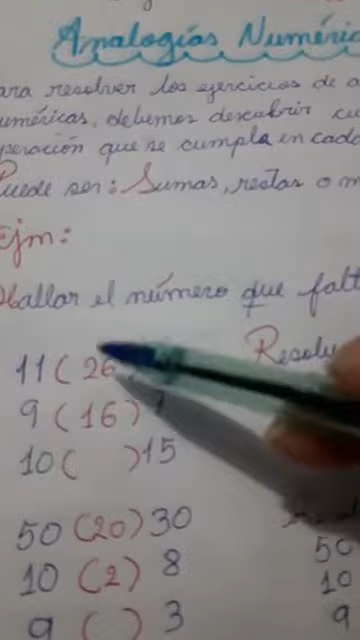 Analogías Numéric
ara resolver los ejercicios de a
uméricas, debemos descubrir cu
peración que se cumpla en cada
Puede ser: Sumas, restas o m
Ejm:
Hallar el número que falt
Resolu
11 ( 26
9 ( 16 ) 7
10 ( ) 15
50 (20) 30
10 (2) 8
9 ( ) 3
50
10
9